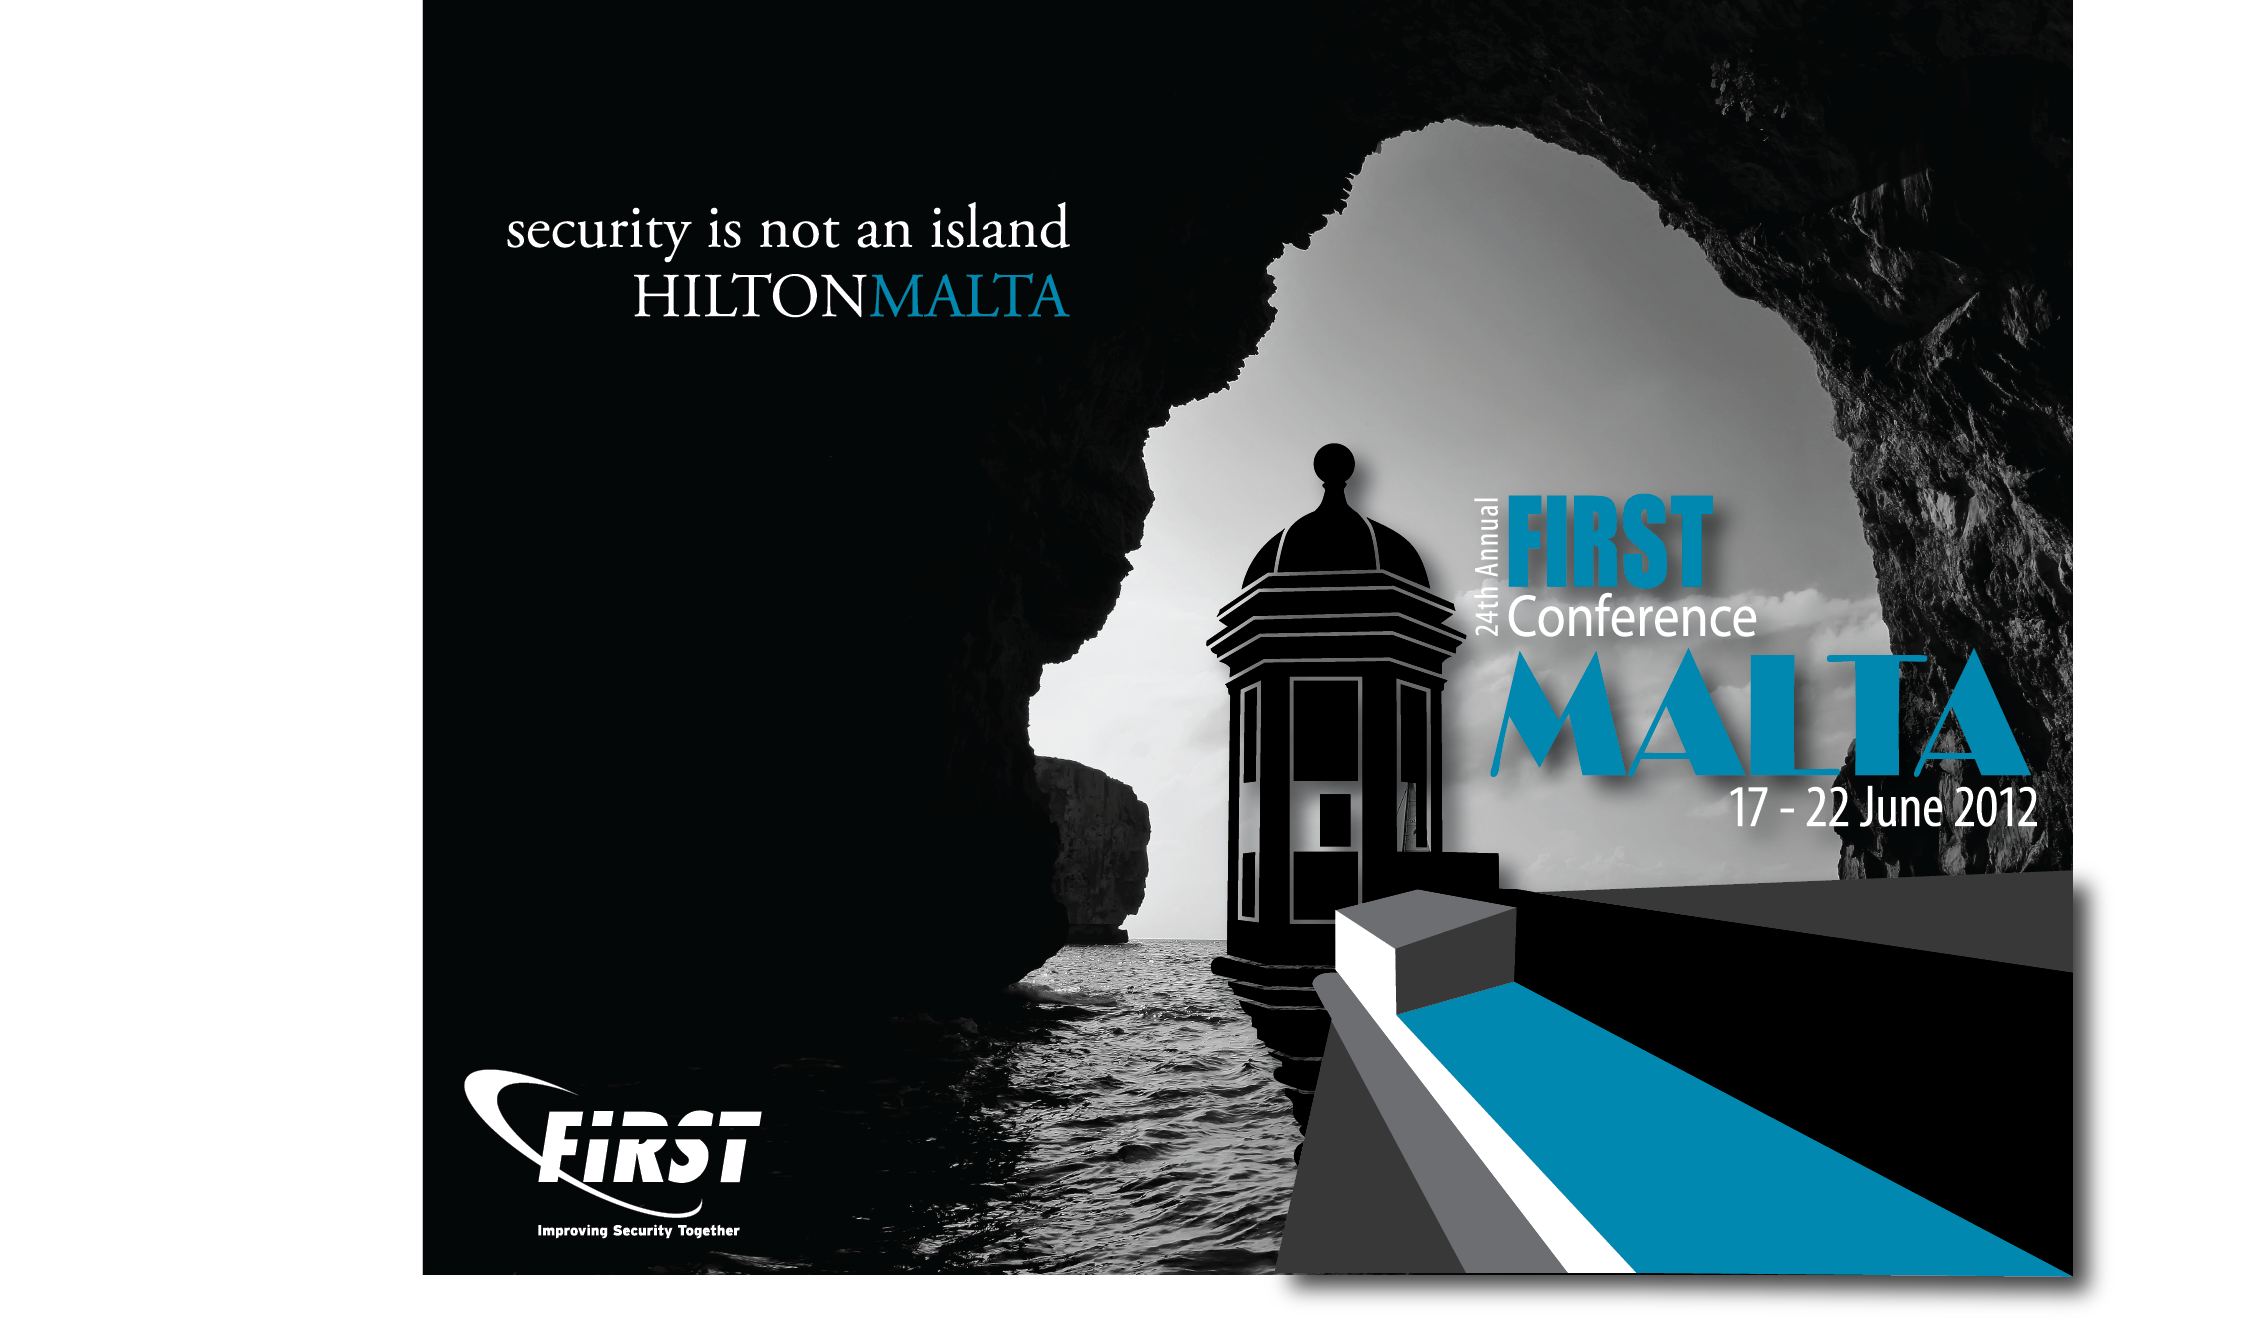 security is not an island
HILTONMALTA
24th Annual
FIRST
Conference
MALTA
17 - 22 June 2012
FiRST
Improving Security Together